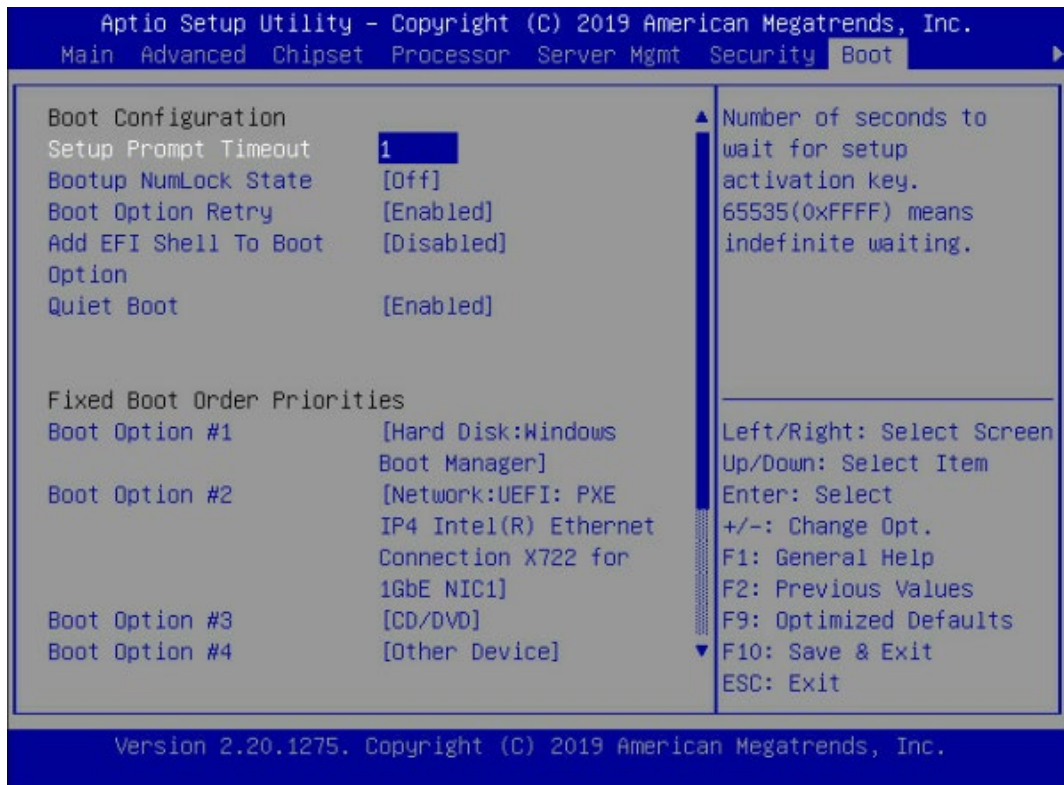 Aptio Setup Utility – Copyright (C) 2019 American Megatrends, Inc.
Main Advanced Chipset Processor Server Mgmt Security Boot
Boot Configuration
Setup Prompt Timeout 1
Bootup NumLock State [Off]
Boot Option Retry [Enabled]
Add EFI Shell To Boot [Disabled]
Option
Quiet Boot [Enabled]
Fixed Boot Order Priorities
Boot Option #1 [Hard Disk:Windows
Boot Manager]
Boot Option #2 [Network:UEFI: PXE
IP4 Intel(R) Ethernet
Connection X722 for
1GbE NIC1]
Boot Option #3 [CD/DVD]
Boot Option #4 [Other Device]
Number of seconds to
wait for setup
activation key.
65535(0xFFFF) means
indefinite waiting.
Left/Right: Select Screen
Up/Down: Select Item
Enter: Select
+/-: Change Opt.
F1: General Help
F2: Previous Values
F9: Optimized Defaults
F10: Save & Exit
ESC: Exit
Version 2.20.1275. Copyright (C) 2019 American Megatrends, Inc.